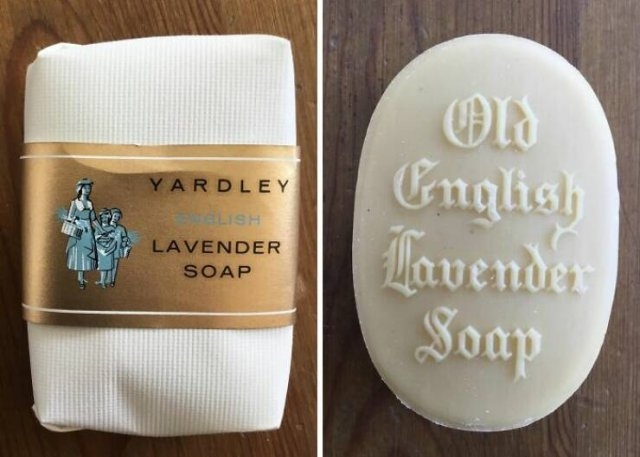 YARDLEY
ENGLISH
LAVENDER
SOAP
Old
English
Lavender
Soap